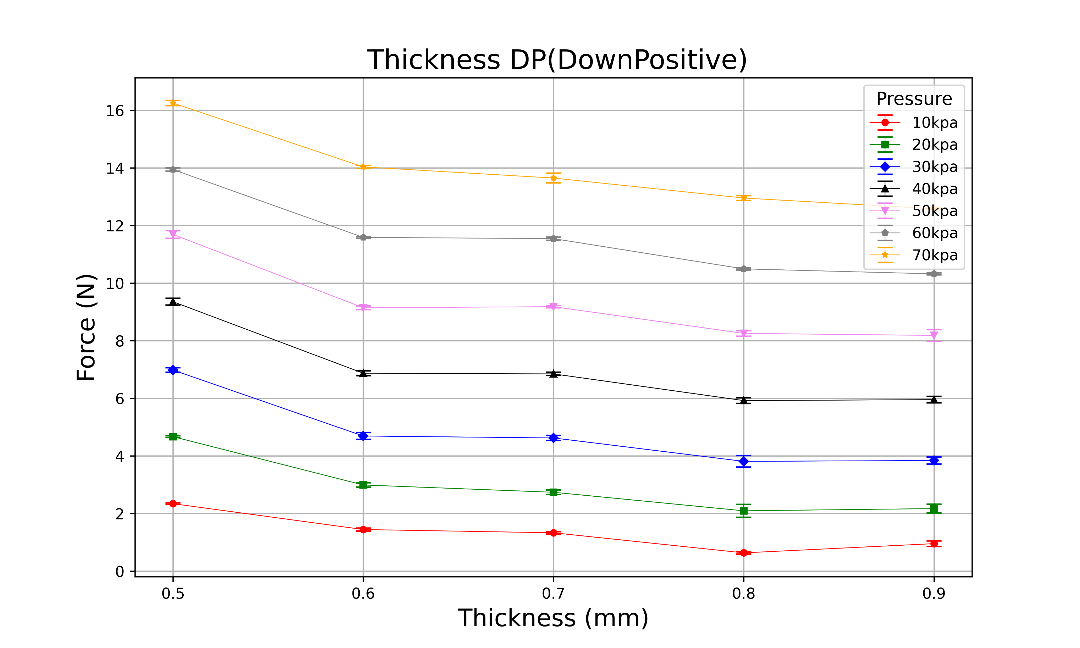 Thickness DP(DownPositive)
Force (N)
16
14
12
10
8
6
4
2
0
Pressure
10kpa
20kpa
30kpa
40kpa
50kpa
60kpa
70kpa
0.5 0.6 0.7 0.8 0.9
Thickness (mm)